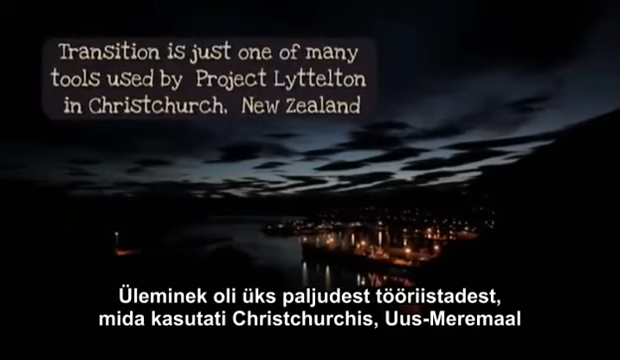 Transition is just one of many
tools used by Project Lyttelton
in Christchurch, New Zealand
Üleminek oli üks paljudest tööriistadest,
mida kasutati Christchurchis, Uus-Meremaal